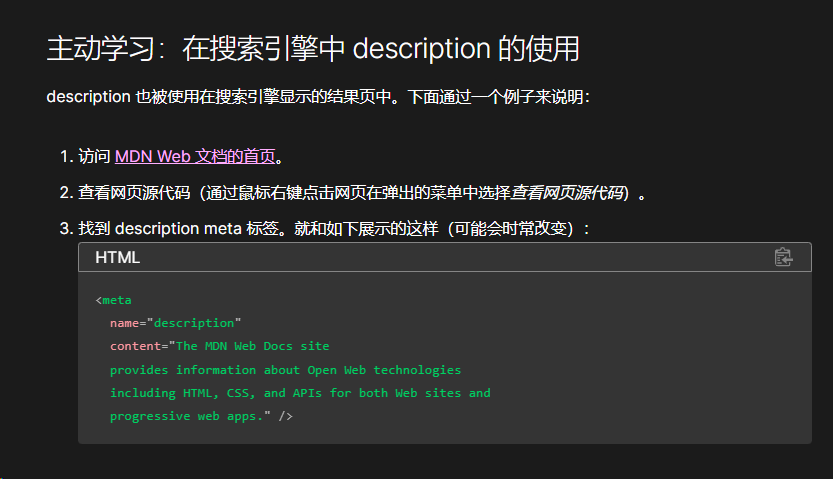 主动学习：在搜索引擎中 description 的使用
description 也被使用在搜索引擎显示的结果页中。下面通过一个例子来说明：
1. 访问 MDN Web 文档的首页。
2. 查看网页源代码（通过鼠标右键点击网页在弹出的菜单中选择查看网页源代码）。
3. 找到 description meta 标签。就和如下展示的这样（可能会时常改变）：
HTML
<meta
  name="description"
  content="The MDN Web Docs site
  provides information about Open Web technologies
  including HTML, CSS, and APIs for both Web sites and
  progressive web apps." />